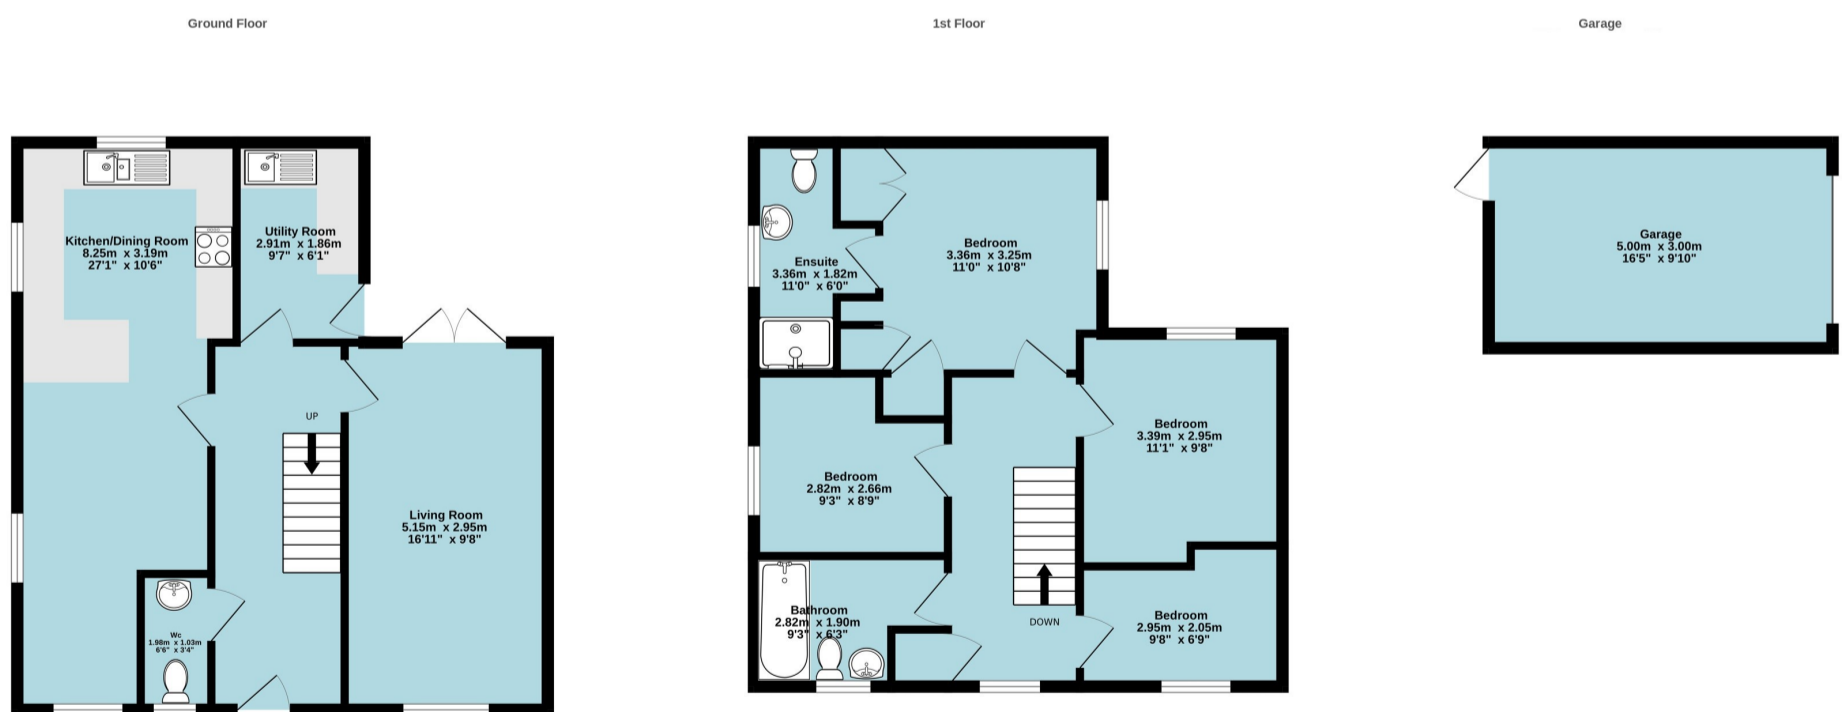 Ground Floor
Kitchen/Dining Room
8.25m x 3.19m
27'1" x 10'6"
Utility Room
2.91m x 1.86m
9'7" x 6'1"
UP
Living Room
5.15m x 2.95m
16'11" x 9'8"
Wc
1.98m x 1.03m
6'6" x 3'4"
1st Floor
Ensuite
3.36m x 1.82m
11'0" x 6'0"
Bedroom
3.36m x 3.25m
11'0" x 10'8"
Bedroom
3.39m x 2.95m
11'1" x 9'8"
Bedroom
2.82m x 2.66m
9'3" x 8'9"
Bathroom
2.82m x 1.90m
9'3" x 6'3"
DOWN
Bedroom
2.95m x 2.05m
9'8" x 6'9"
Garage
Garage
5.00m x 3.00m
16'5" x 9'10"